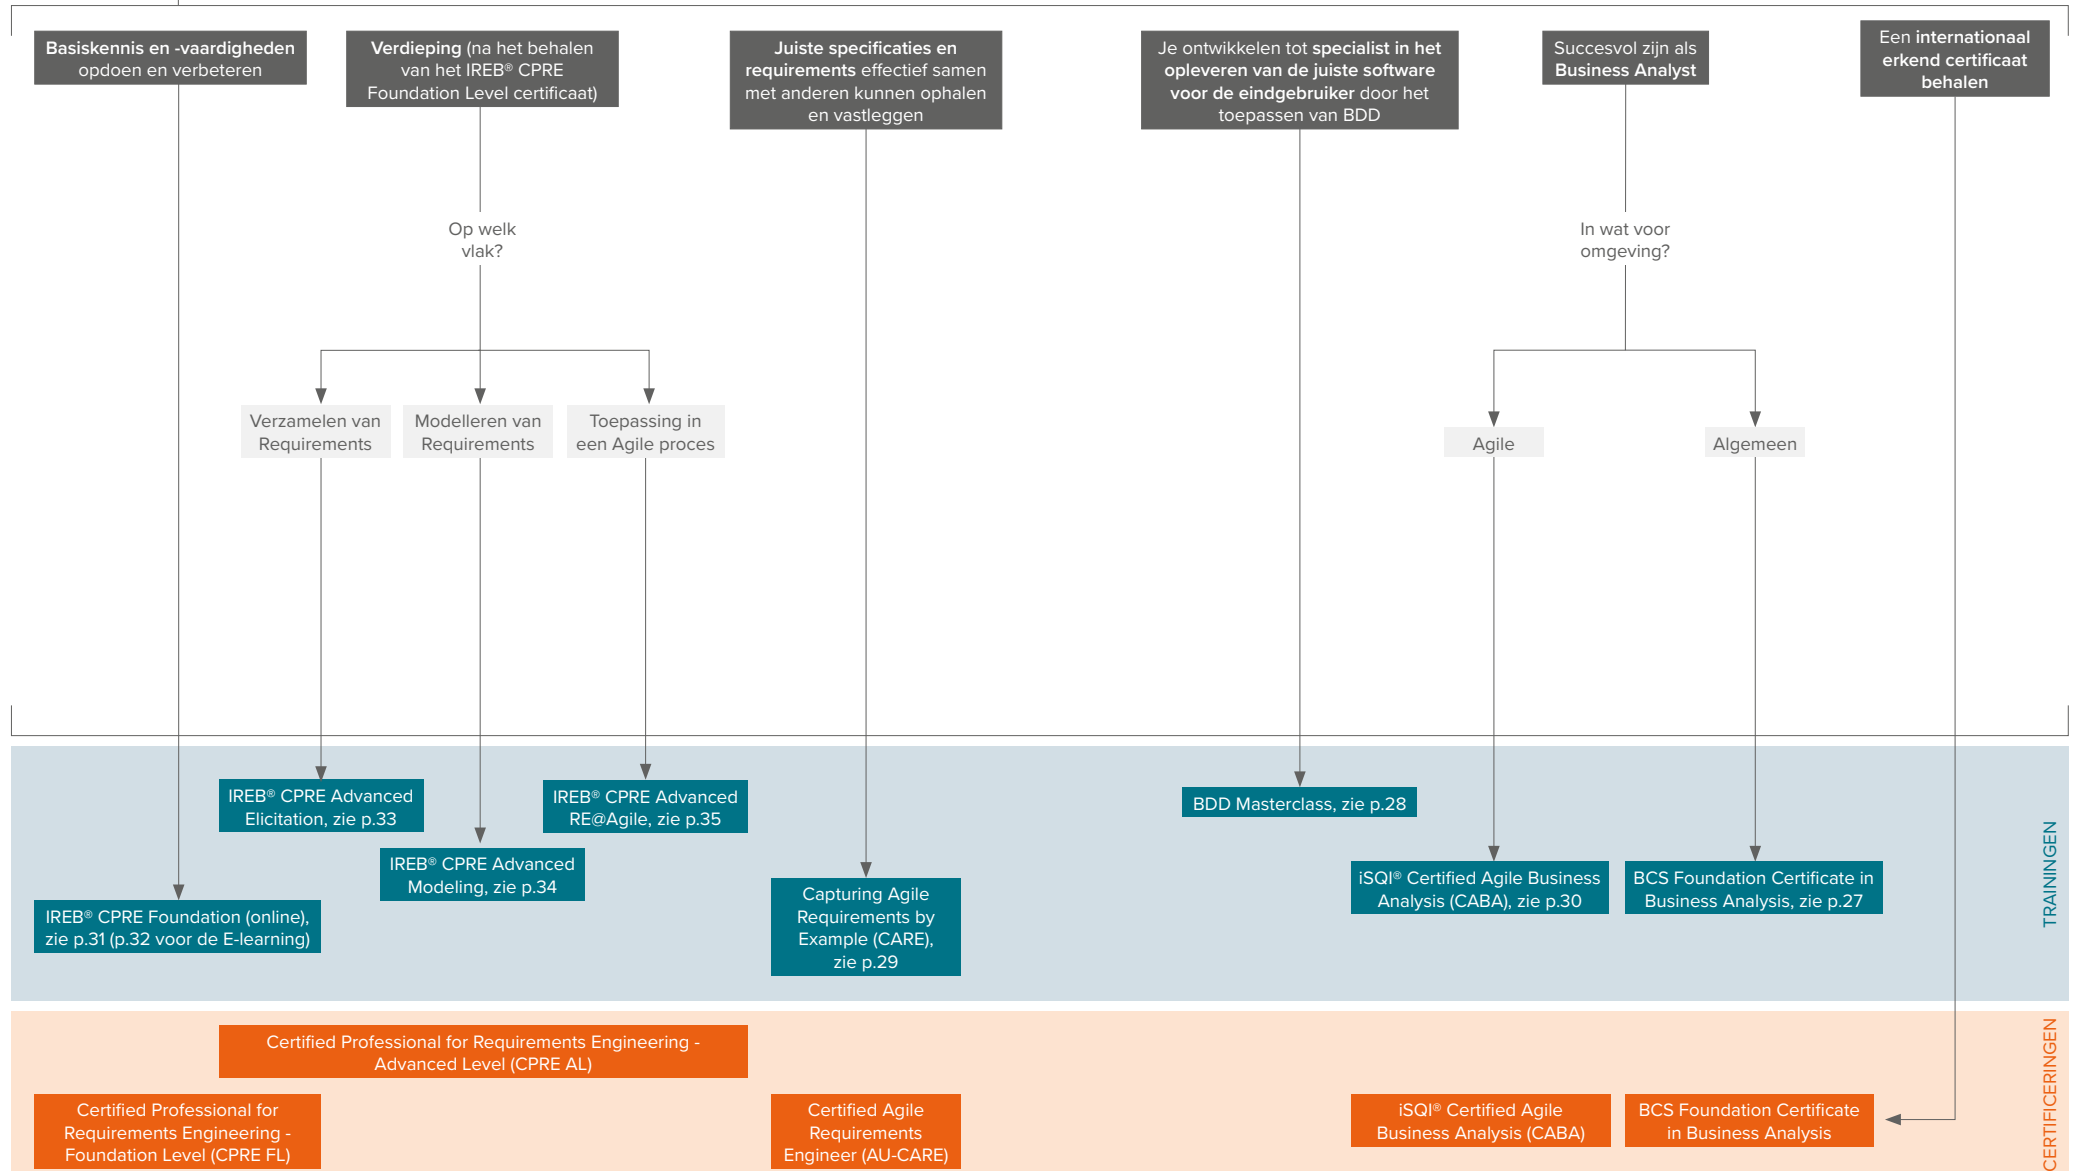 Basiskennis en -vaardigheden
opdoen en verbeteren
Verdieping (na het behalen
van het IREB® CPRE
Foundation Level certificaat)
Juiste specificaties en
requirements effectief samen
met anderen kunnen ophalen
en vastleggen
Je ontwikkelen tot specialist in het
opleveren van de juiste software
voor de eindgebruiker door het
toepassen van BDD
Succesvol zijn als
Business Analyst
Een internationaal
erkend certificaat
behalen
Op welk
vlak?
In wat voor
omgeving?
Verzamelen van
Requirements
Modelleren van
Requirements
Toepassing in
een Agile proces
Agile
Algemeen
IREB® CPRE Advanced
Elicitation, zie p.33
IREB® CPRE Advanced
RE@Agile, zie p.35
BDD Masterclass, zie p.28
IREB® CPRE Advanced
Modeling, zie p.34
IREB® CPRE Foundation (online),
zie p.31 (p.32 voor de E-learning)
Capturing Agile
Requirements by
Example (CARE),
zie p.29
iSQI® Certified Agile Business
Analysis (CABA), zie p.30
BCS Foundation Certificate in
Business Analysis, zie p.27
TRAININGEN
Certified Professional for Requirements Engineering -
Advanced Level (CPRE AL)
Certified Professional for
Requirements Engineering -
Foundation Level (CPRE FL)
Certified Agile
Requirements
Engineer (AU-CARE)
iSQI® Certified Agile
Business Analysis (CABA)
BCS Foundation Certificate
in Business Analysis
CERTIFICERINGEN